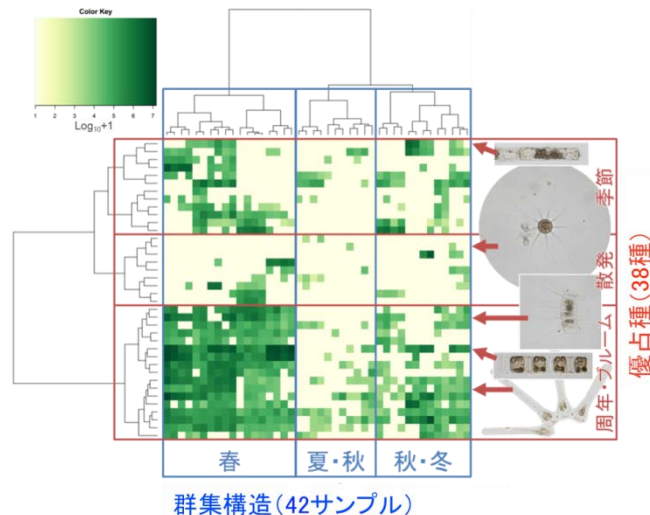 Color Key
1 2 3 4 5 6 7
Log10+1
季節
散発
周年・ブルーム
優占種(38種)
春
夏・秋
秋・冬
群集構造(42サンプル)